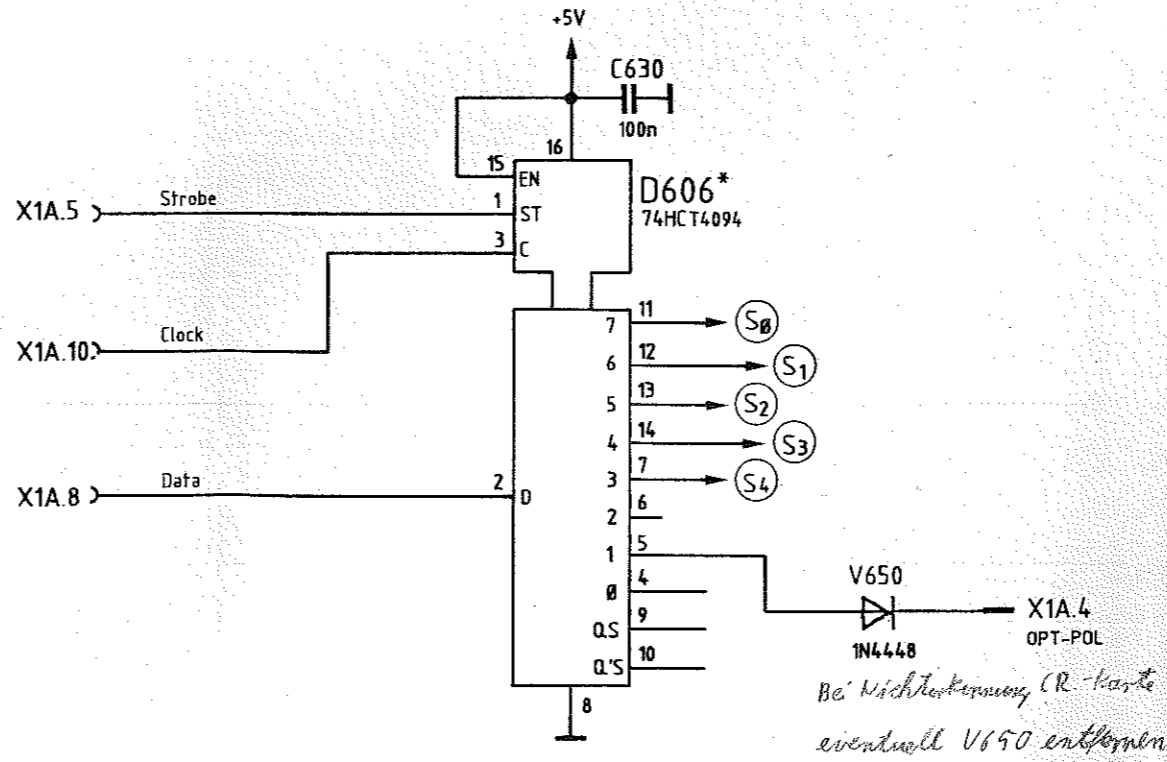 +5V
C630
100n
16
15
EN
D606*
74HCT4094
X1A.5
Strobe
1
ST
3
C
X1A.10
Clock
7
11
SØ
6
12
S1
5
13
S2
4
14
S3
3
7
S4
X1A.8
Data
2
D
2
6
1
5
Ø
4
QS
9
Q'S
10
8
V650
1N4448
X1A.4
OPT-POL
Bei Nichterkennung CR-Karte
eventuell V650 entfernen